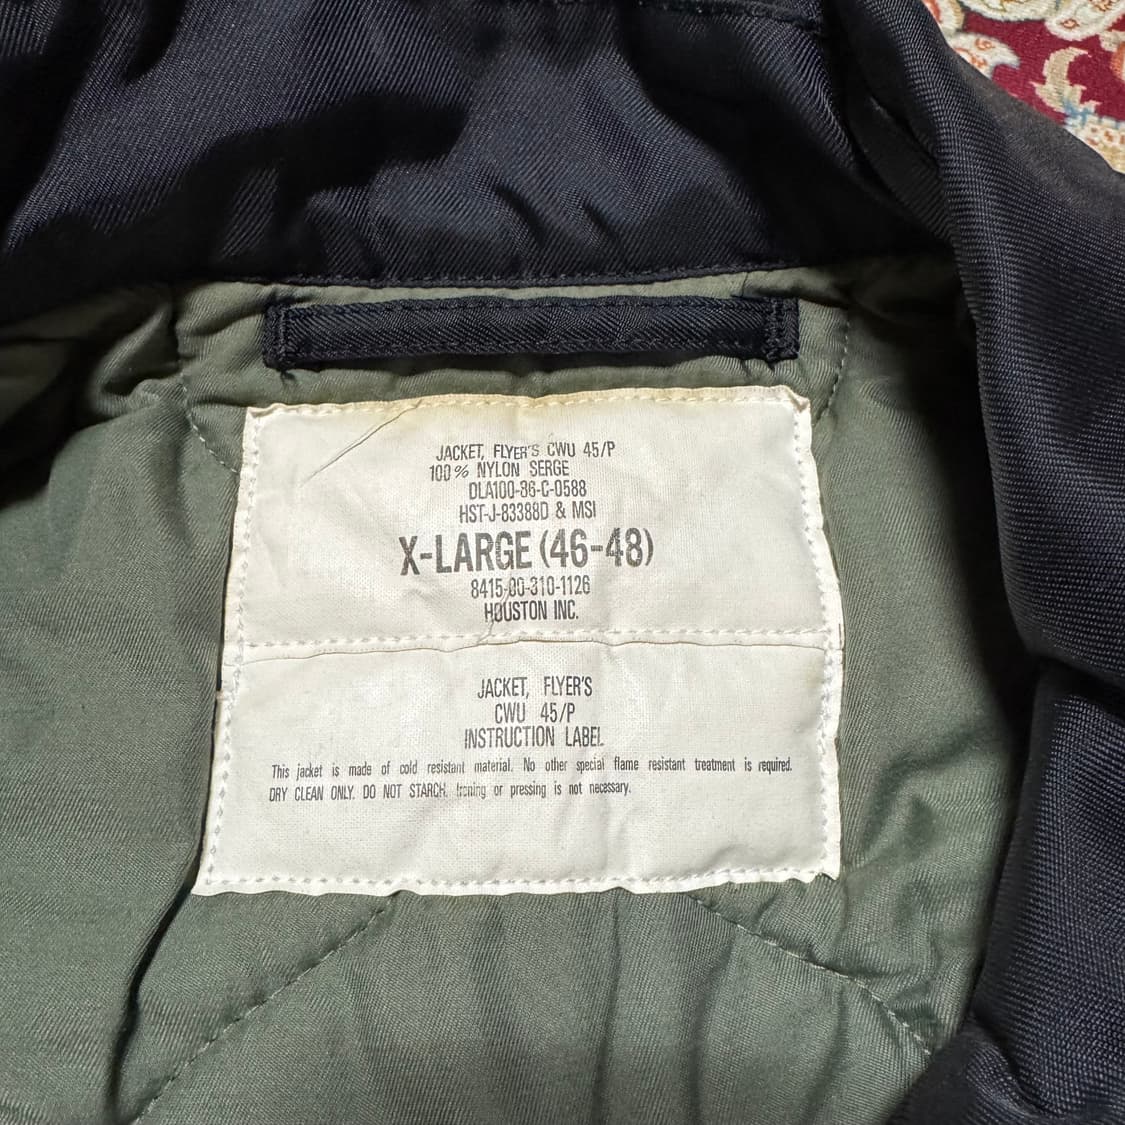 JACKET, FLYER'S CWU 45/P
100% NYLON SERGE
DLA100-36-C-0588
HST-J-83388D & MSI
X-LARGE (46-48)
8415-00-310-1126
HOUSTON INC.
JACKET, FLYER'S
CWU 45/P
INSTRUCTION LABEL
This jacket is made of cold resistant material. No other special flame resistant treatment is required.
DRY CLEAN ONLY. DO NOT STARCH. Ironing or pressing is not necessary.